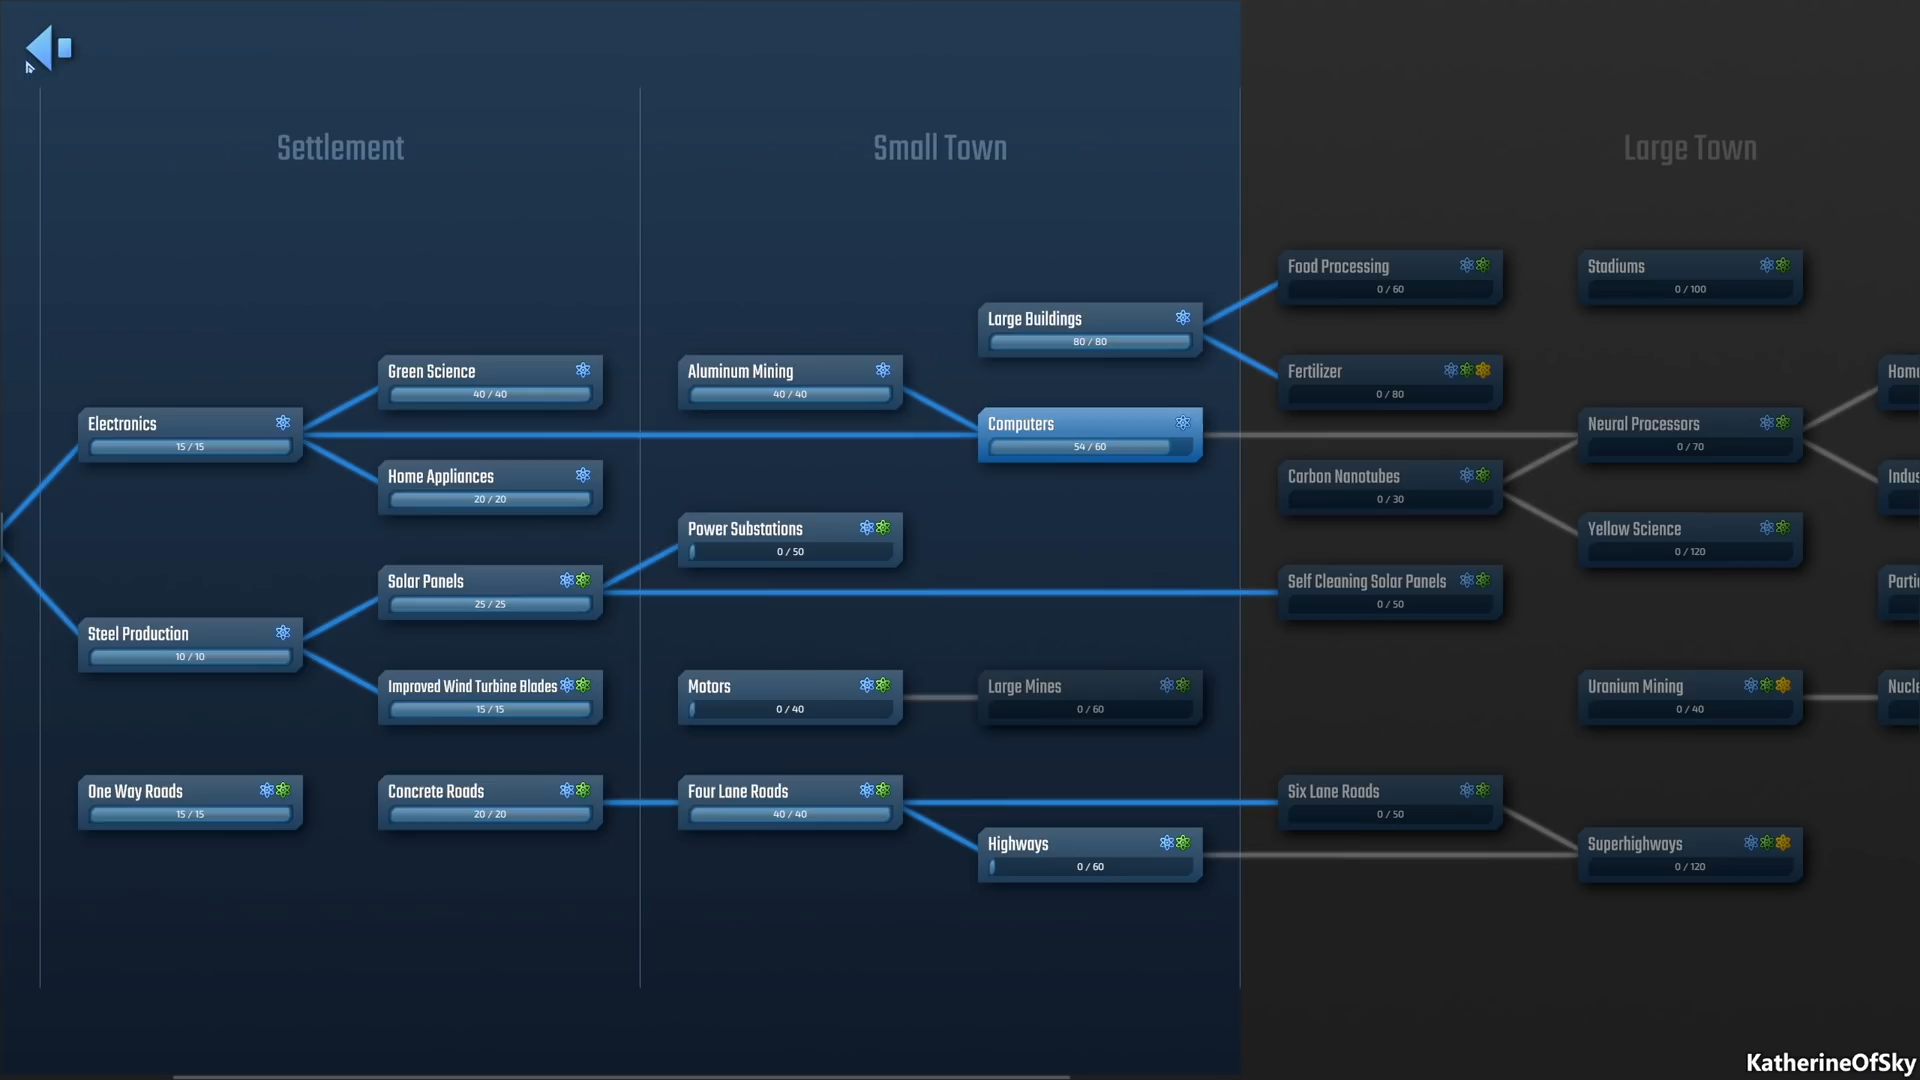 Settlement
Small Town
Large Town
Food Processing
0 / 60
Stadiums
0 / 100
Large Buildings
80 / 80
Green Science
40 / 40
Aluminum Mining
40 / 40
Fertilizer
0 / 80
Electronics
15 / 15
Computers
54 / 60
Neural Processors
0 / 70
Home Appliances
20 / 20
Carbon Nanotubes
0 / 30
Power Substations
0 / 50
Yellow Science
0 / 120
Solar Panels
25 / 25
Self Cleaning Solar Panels
0 / 50
Steel Production
10 / 10
Improved Wind Turbine Blades
15 / 15
Motors
0 / 40
Large Mines
0 / 60
Uranium Mining
0 / 40
One Way Roads
15 / 15
Concrete Roads
20 / 20
Four Lane Roads
40 / 40
Six Lane Roads
0 / 50
Highways
0 / 60
Superhighways
0 / 120
KatherineOfSky